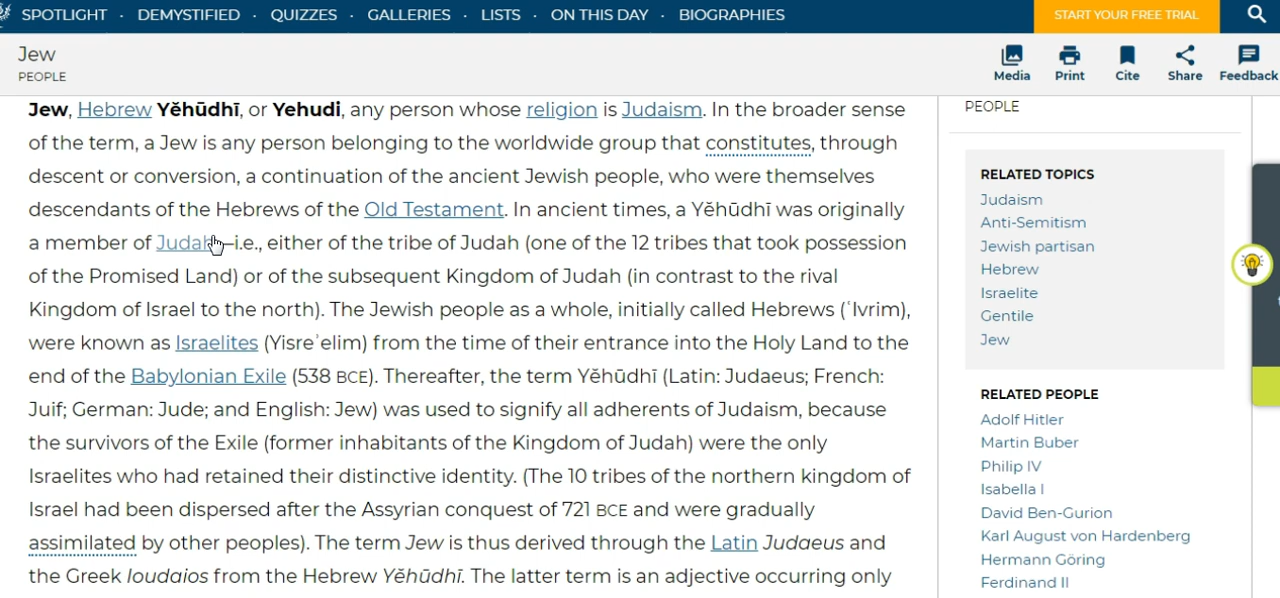 SPOTLIGHT · DEMYSTIFIED · QUIZZES · GALLERIES · LISTS · ON THIS DAY · BIOGRAPHIES START YOUR FREE TRIAL
Jew
PEOPLE
Media Print Cite Share Feedback
Jew, Hebrew Yĕhūdhī, or Yehudi, any person whose religion is Judaism. In the broader sense
of the term, a Jew is any person belonging to the worldwide group that constitutes, through
descent or conversion, a continuation of the ancient Jewish people, who were themselves
descendants of the Hebrews of the Old Testament. In ancient times, a Yĕhūdhī was originally
a member of Judah—i.e., either of the tribe of Judah (one of the 12 tribes that took possession
of the Promised Land) or of the subsequent Kingdom of Judah (in contrast to the rival
Kingdom of Israel to the north). The Jewish people as a whole, initially called Hebrews (ʿIvrim),
were known as Israelites (Yisreʾelim) from the time of their entrance into the Holy Land to the
end of the Babylonian Exile (538 BCE). Thereafter, the term Yĕhūdhī (Latin: Judaeus; French:
Juif; German: Jude; and English: Jew) was used to signify all adherents of Judaism, because
the survivors of the Exile (former inhabitants of the Kingdom of Judah) were the only
Israelites who had retained their distinctive identity. (The 10 tribes of the northern kingdom of
Israel had been dispersed after the Assyrian conquest of 721 BCE and were gradually
assimilated by other peoples). The term Jew is thus derived through the Latin Judaeus and
the Greek Ioudaios from the Hebrew Yĕhūdhī. The latter term is an adjective occurring only
PEOPLE
RELATED TOPICS
Judaism
Anti-Semitism
Jewish partisan
Hebrew
Israelite
Gentile
Jew
RELATED PEOPLE
Adolf Hitler
Martin Buber
Philip IV
Isabella I
David Ben-Gurion
Karl August von Hardenberg
Hermann Göring
Ferdinand II